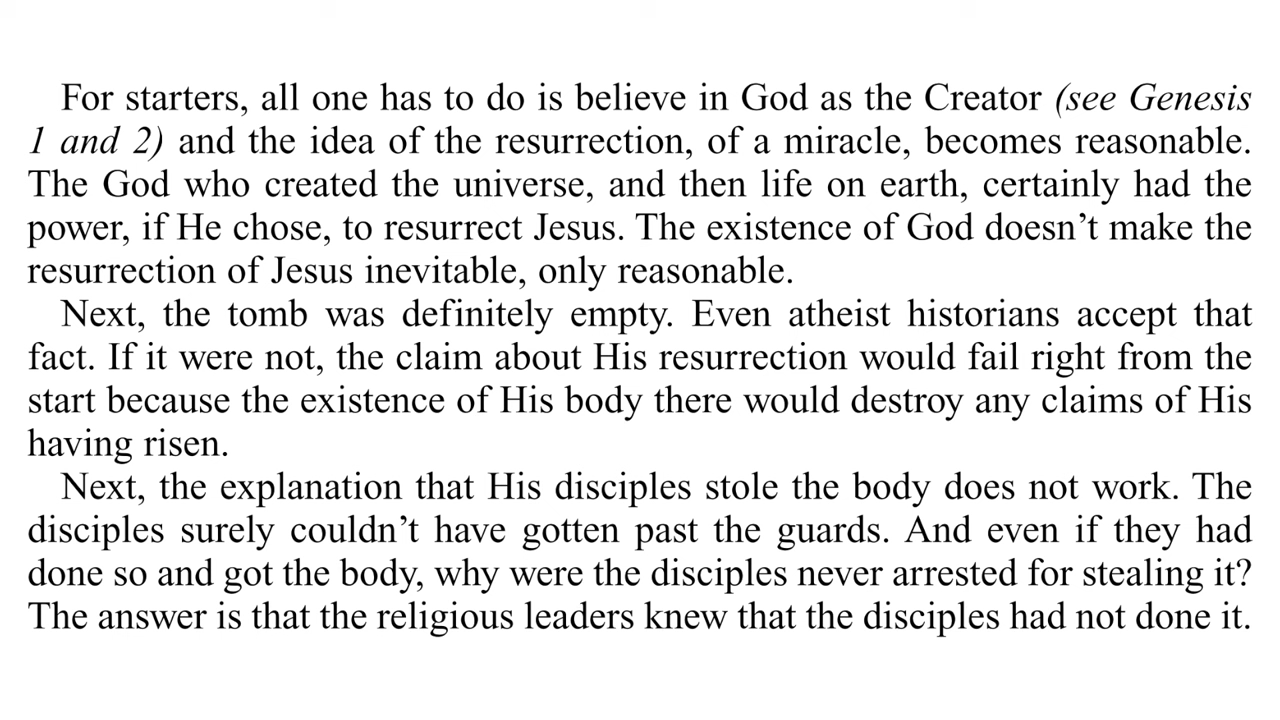 For starters, all one has to do is believe in God as the Creator (see Genesis
1 and 2) and the idea of the resurrection, of a miracle, becomes reasonable.
The God who created the universe, and then life on earth, certainly had the
power, if He chose, to resurrect Jesus. The existence of God doesn’t make the
resurrection of Jesus inevitable, only reasonable.
Next, the tomb was definitely empty. Even atheist historians accept that
fact. If it were not, the claim about His resurrection would fail right from the
start because the existence of His body there would destroy any claims of His
having risen.
Next, the explanation that His disciples stole the body does not work. The
disciples surely couldn’t have gotten past the guards. And even if they had
done so and got the body, why were the disciples never arrested for stealing it?
The answer is that the religious leaders knew that the disciples had not done it.